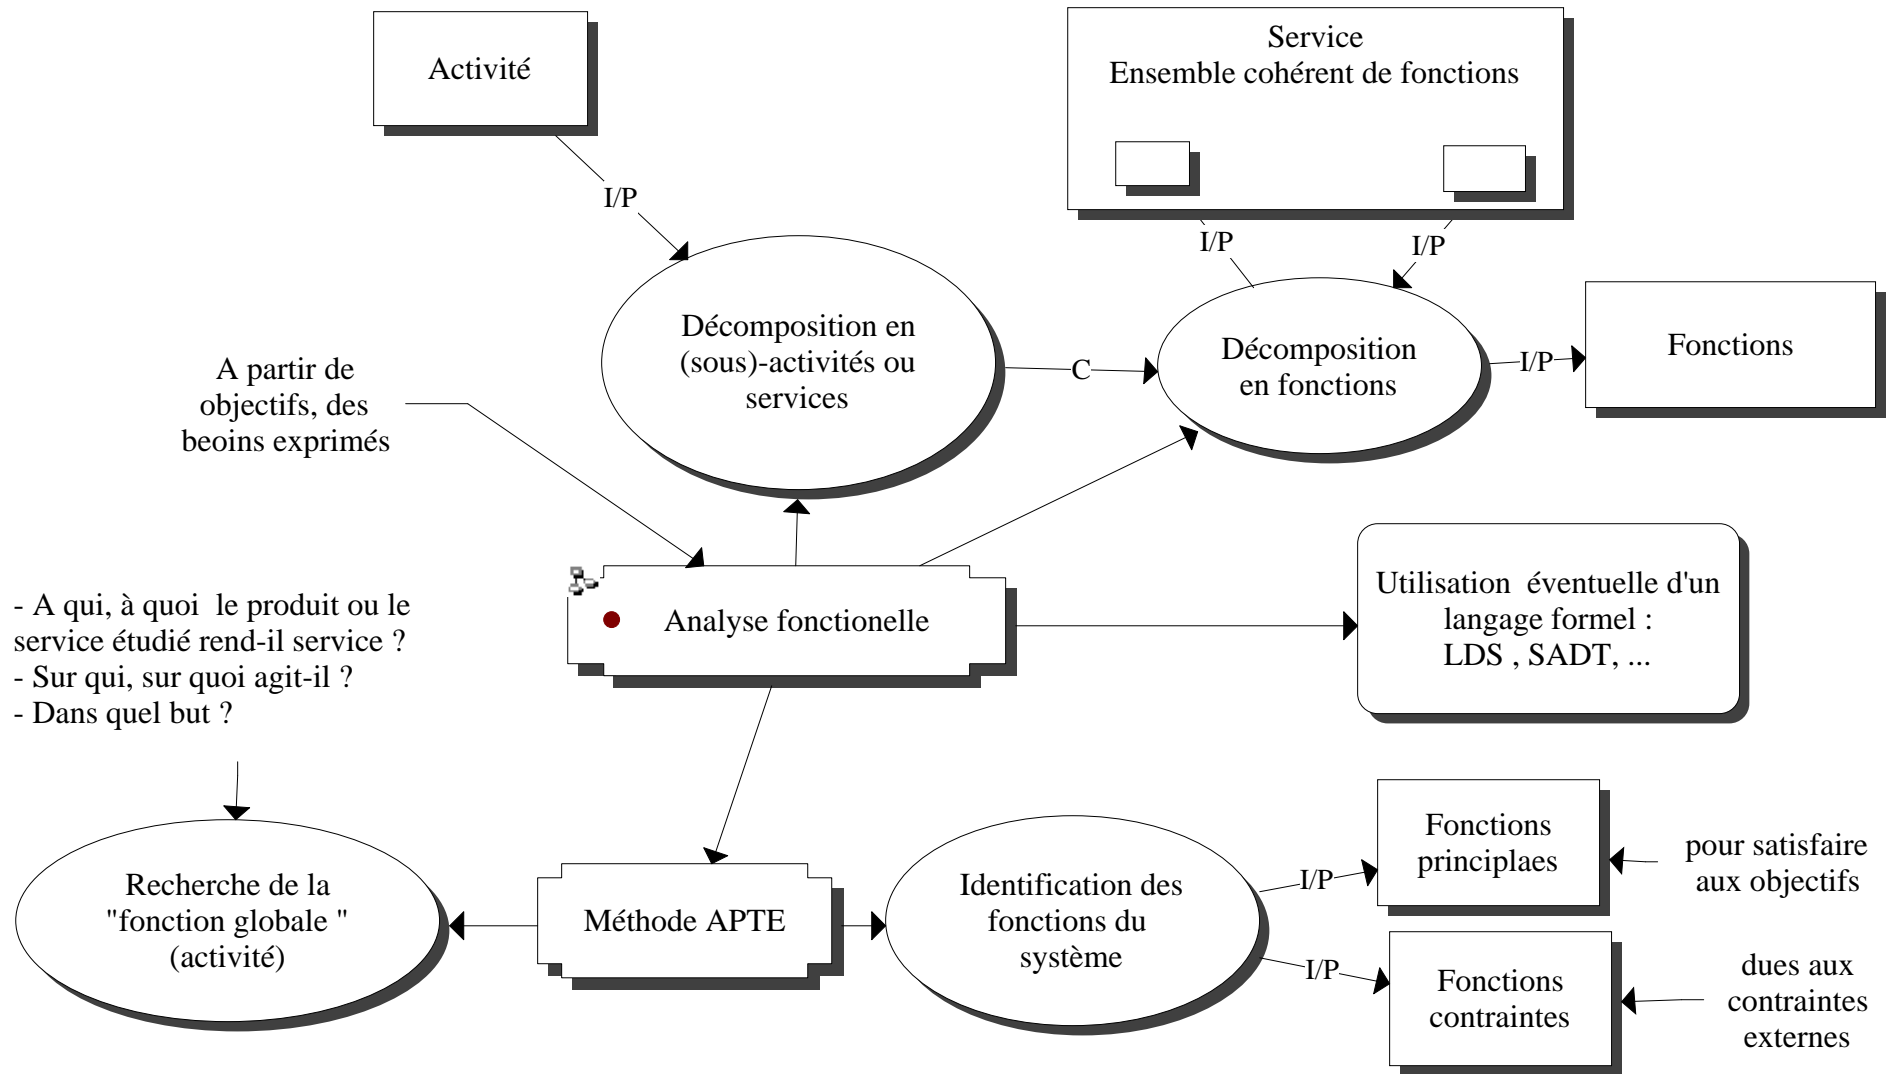 Activité
Service
Ensemble cohérent de fonctions
I/P
I/P
I/P
Décomposition en
(sous)-activités ou
services
C
Décomposition
en fonctions
I/P
Fonctions
A partir de
objectifs, des
beoins exprimés
- A qui, à quoi le produit ou le
service étudié rend-il service ?
- Sur qui, sur quoi agit-il ?
- Dans quel but ?
Analyse fonctionelle
Utilisation éventuelle d'un
langage formel :
LDS , SADT, ...
Recherche de la
"fonction globale "
(activité)
Méthode APTE
Identification des
fonctions du
système
I/P
Fonctions
principlaes
pour satisfaire
aux objectifs
I/P
Fonctions
contraintes
dues aux
contraintes
externes